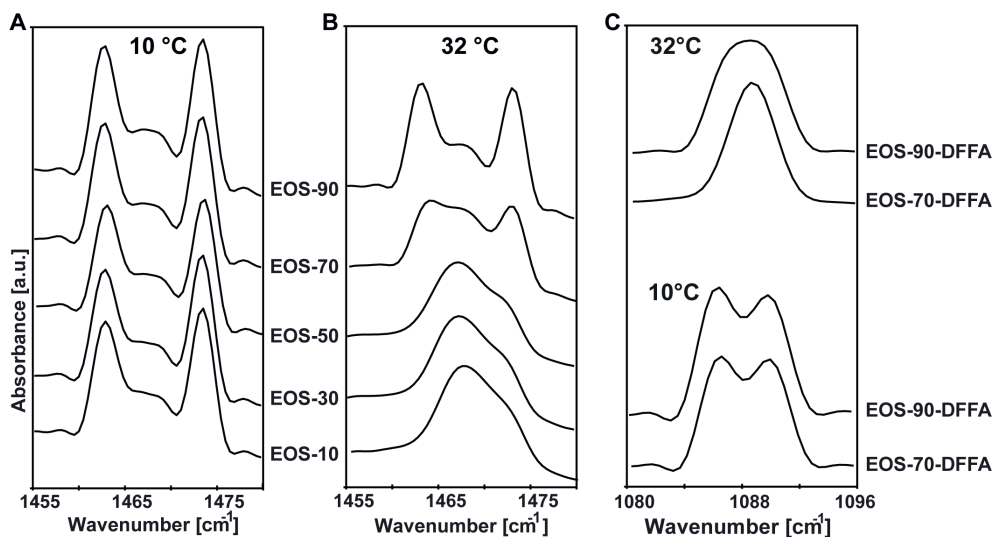 A
10 °C
EOS-90
EOS-70
EOS-50
EOS-30
EOS-10
Absorbance [a.u.]
1455
1465
1475
Wavenumber [cm-1]
B
32 °C
1455
1465
1475
Wavenumber [cm-1]
C
32°C
EOS-90-DFFA
EOS-70-DFFA
10°C
EOS-90-DFFA
EOS-70-DFFA
1080
1088
1096
Wavenumber [cm-1]